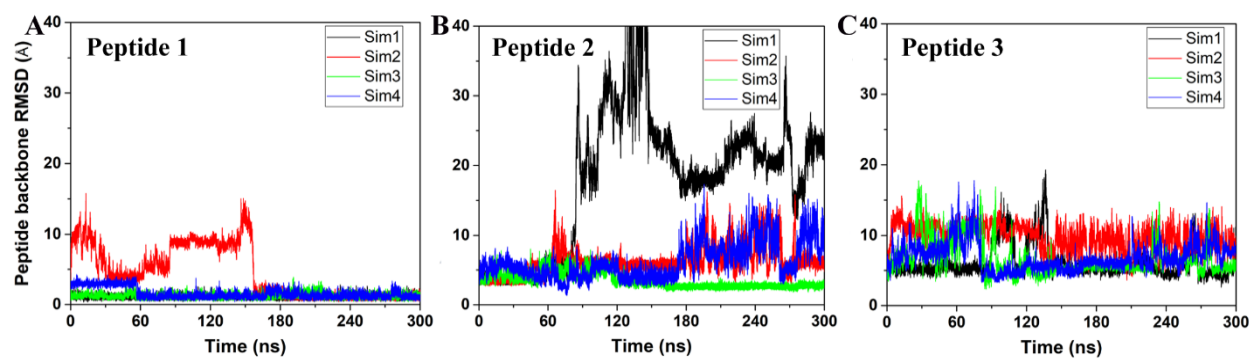 A
Peptide 1
Sim1
Sim2
Sim3
Sim4
Peptide backbone RMSD (Å)
40
30
20
10
0
0 60 120 180 240 300
Time (ns)
B
Peptide 2
Sim1
Sim2
Sim3
Sim4
40
30
20
10
0
0 60 120 180 240 300
Time (ns)
C
Peptide 3
Sim1
Sim2
Sim3
Sim4
40
30
20
10
0
0 60 120 180 240 300
Time (ns)